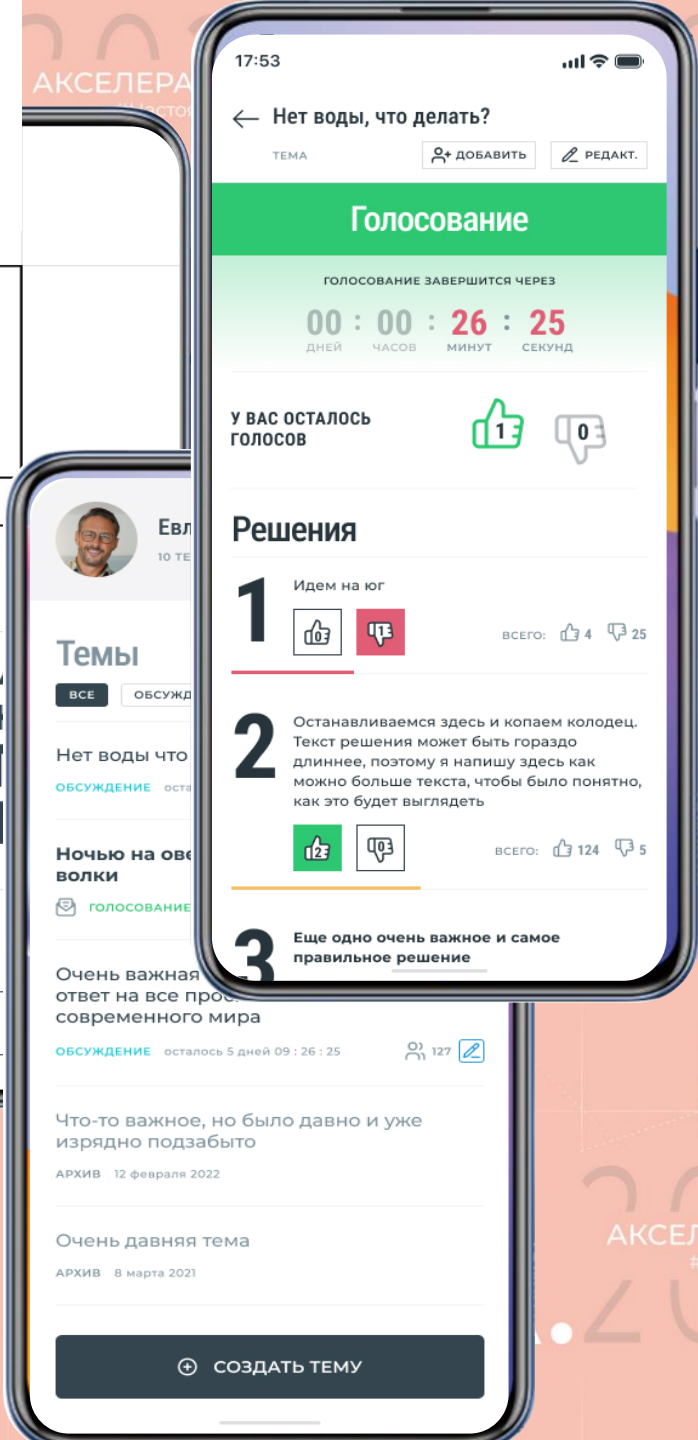 17:53
Нет воды, что делать?
ТЕМА
ДОБАВИТЬ
РЕДАКТ.
Голосование
ГОЛОСОВАНИЕ ЗАВЕРШИТСЯ ЧЕРЕЗ
00 : 00 : 26 : 25
ДНЕЙ ЧАСОВ МИНУТ СЕКУНД
У ВАС ОСТАЛОСЬ
ГОЛОСОВ
1 0
Решения
1
Идем на юг
0 1
ВСЕГО: 4 25
2
Останавливаемся здесь и копаем колодец.
Текст решения может быть гораздо
длиннее, поэтому я напишу здесь как
можно больше текста, чтобы было понятно,
как это будет выглядеть
2 0
ВСЕГО: 124 5
3
Еще одно очень важное и самое
правильное решение
10
Темы
ВСЕ
Нет воды что
ОБСУЖДЕНИЕ
Ночью на
волки
ГОЛОСОВАНИЕ
Очень важная
ответ на все
современного мира
ОБСУЖДЕНИЕ осталось 5 дней 09 : 26 : 25
127
Что-то важное, но было давно и уже
изрядно подзабыто
АРХИВ 12 февраля 2022
Очень давняя тема
АРХИВ 8 марта 2021
СОЗДАТЬ ТЕМУ